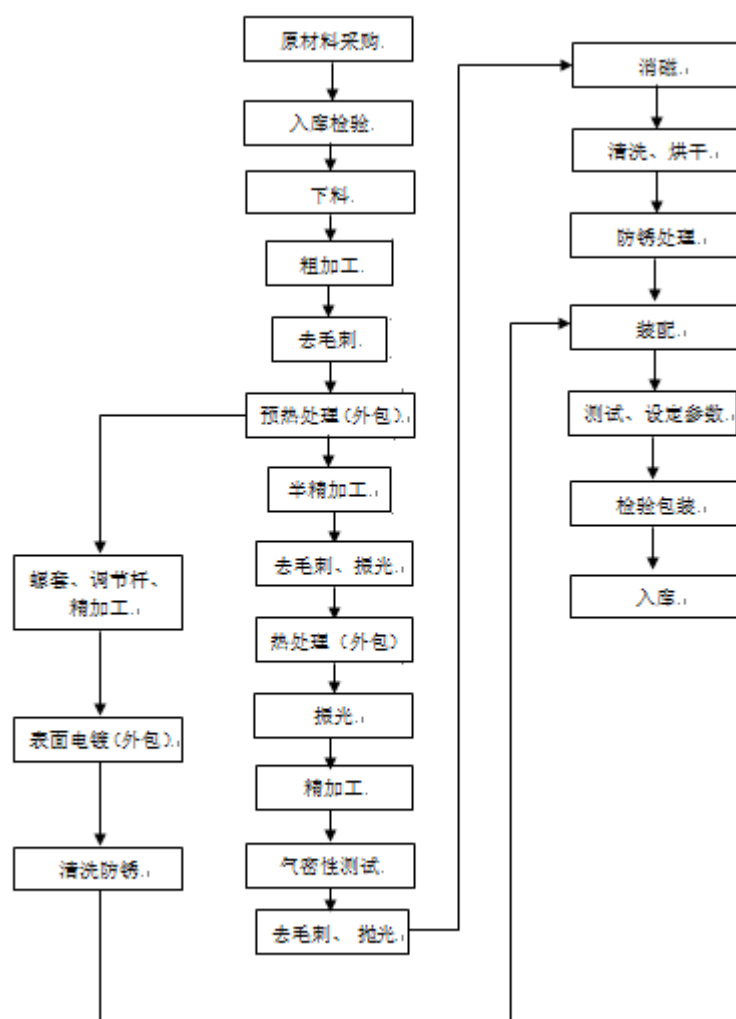 原材料采购
入库检验
下料
粗加工
去毛刺
预热处理(外包)
半精加工
去毛刺、振光
热处理(外包)
振光
精加工
气密性测试
去毛刺、抛光
螺套、调节杆、
精加工
表面电镀(外包)
清洗防锈
消磁
清洗、烘干
防锈处理
装配
测试、设定参数
检验包装
入库